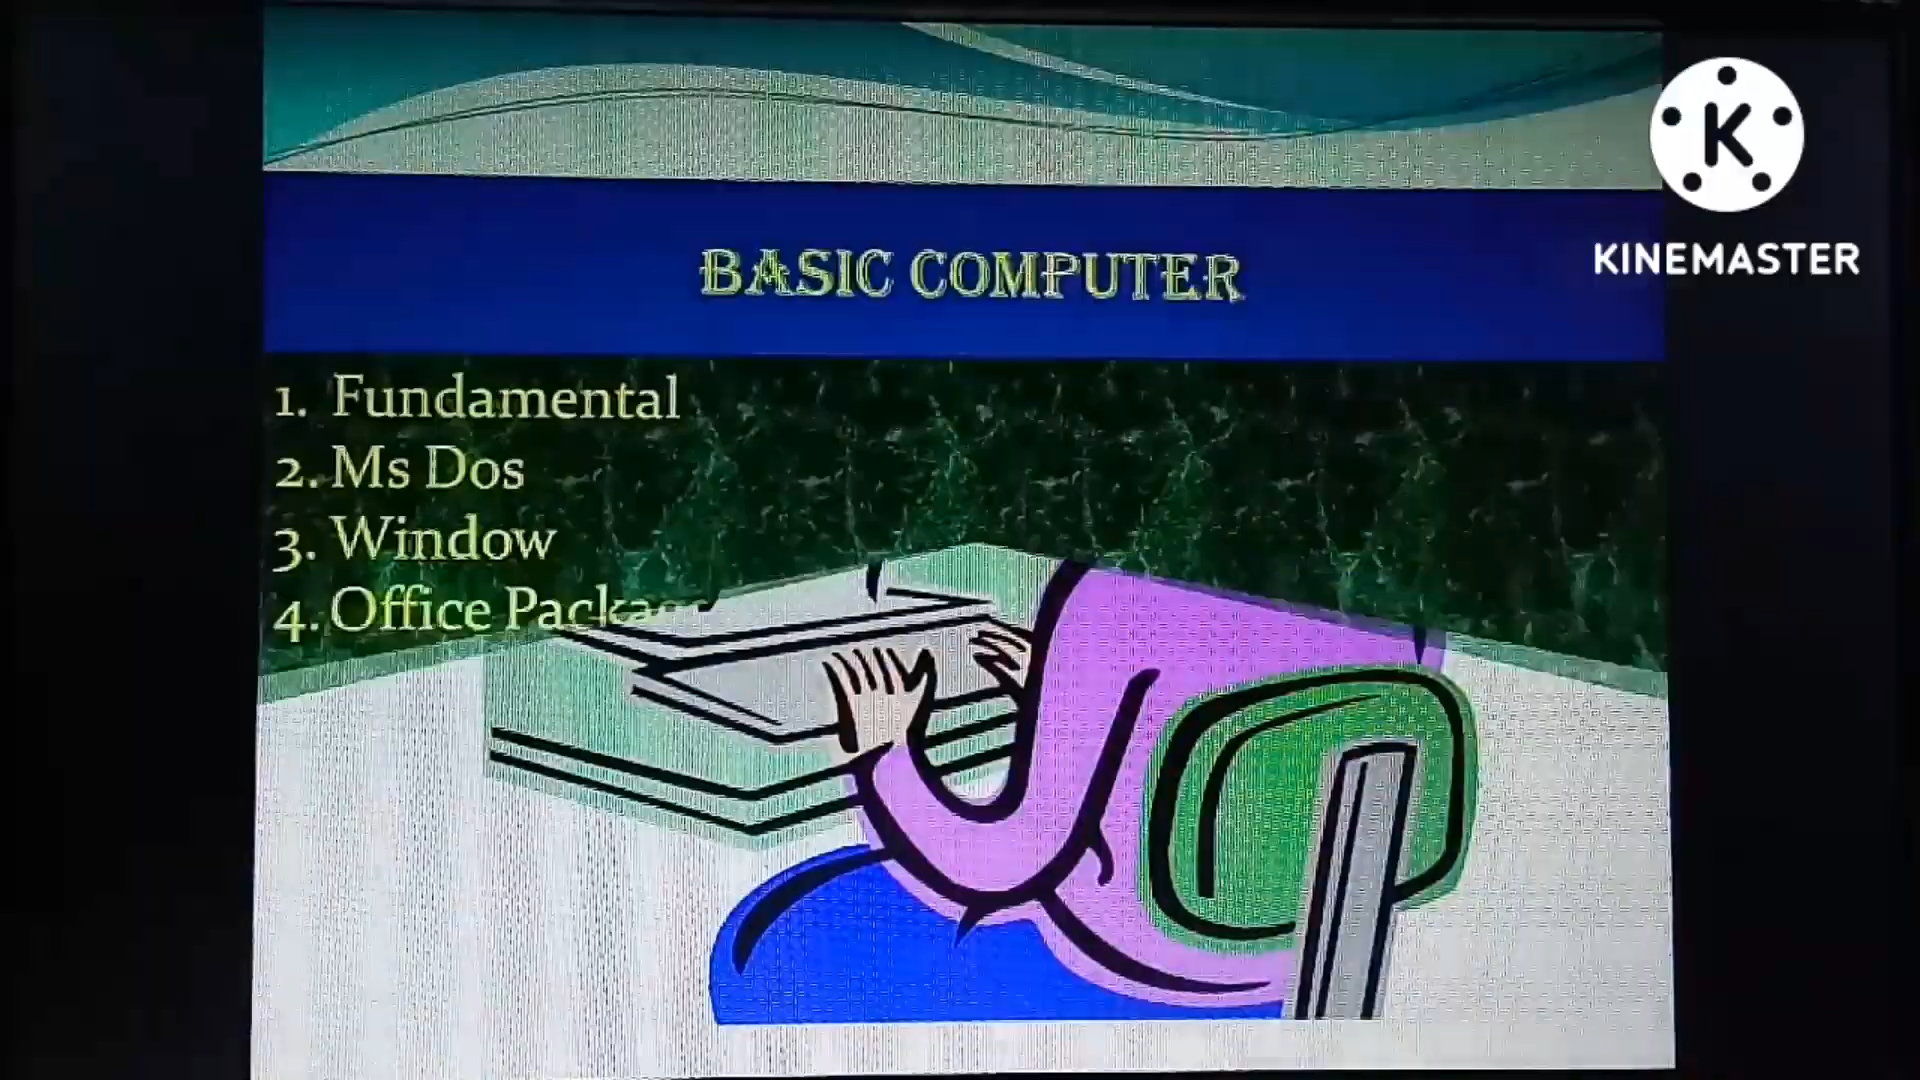 BASIC COMPUTER
K
KINEMASTER
1. Fundamental
2. Ms Dos
3. Window
4. Office